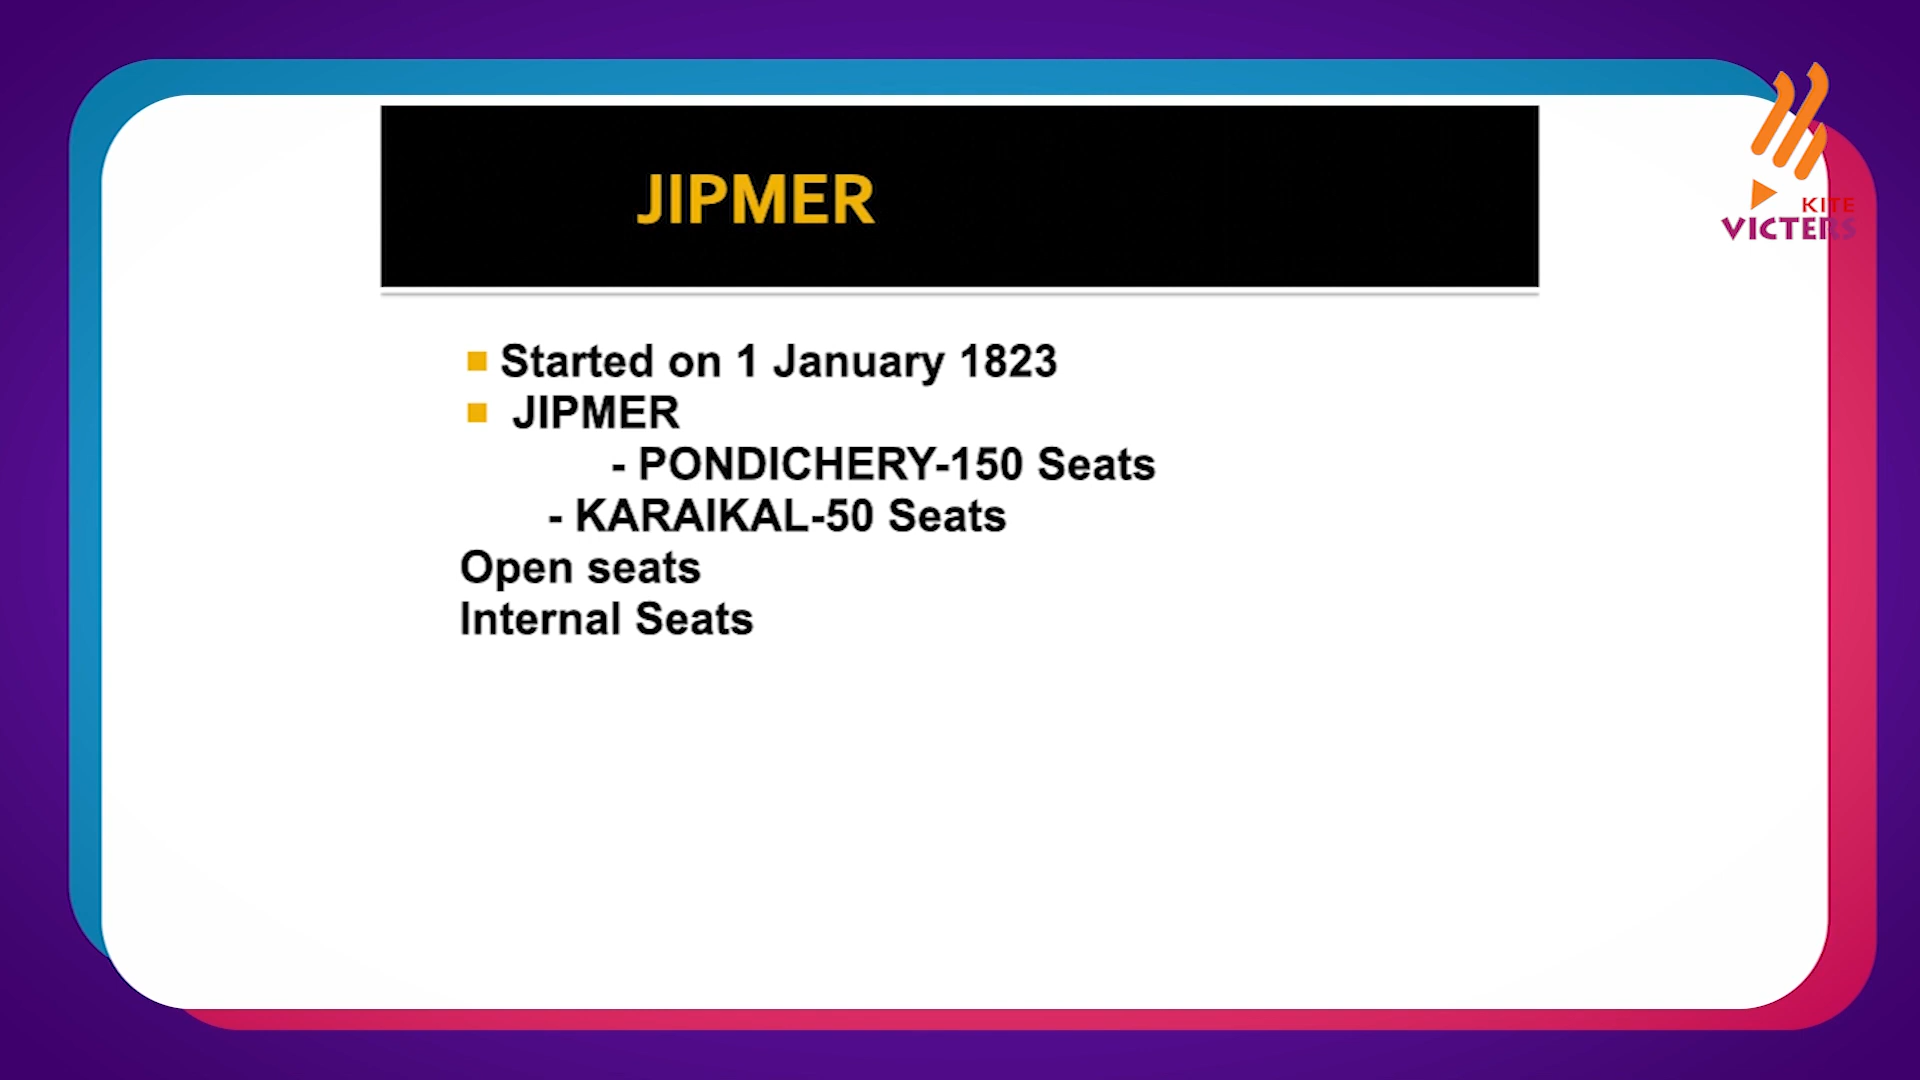 JIPMER
KITE
VICTERS
Started on 1 January 1823
JIPMER
- PONDICHERY-150 Seats
- KARAIKAL-50 Seats
Open seats
Internal Seats